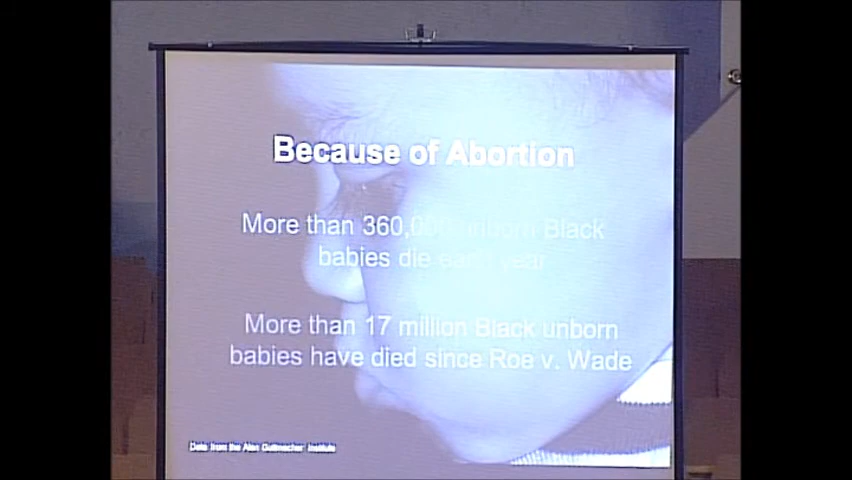 Because of Abortion
More than 360,000 unborn Black
babies die each year
More than 17 million Black unborn
babies have died since Roe v. Wade
Data from the Alan Guttmacher Institute